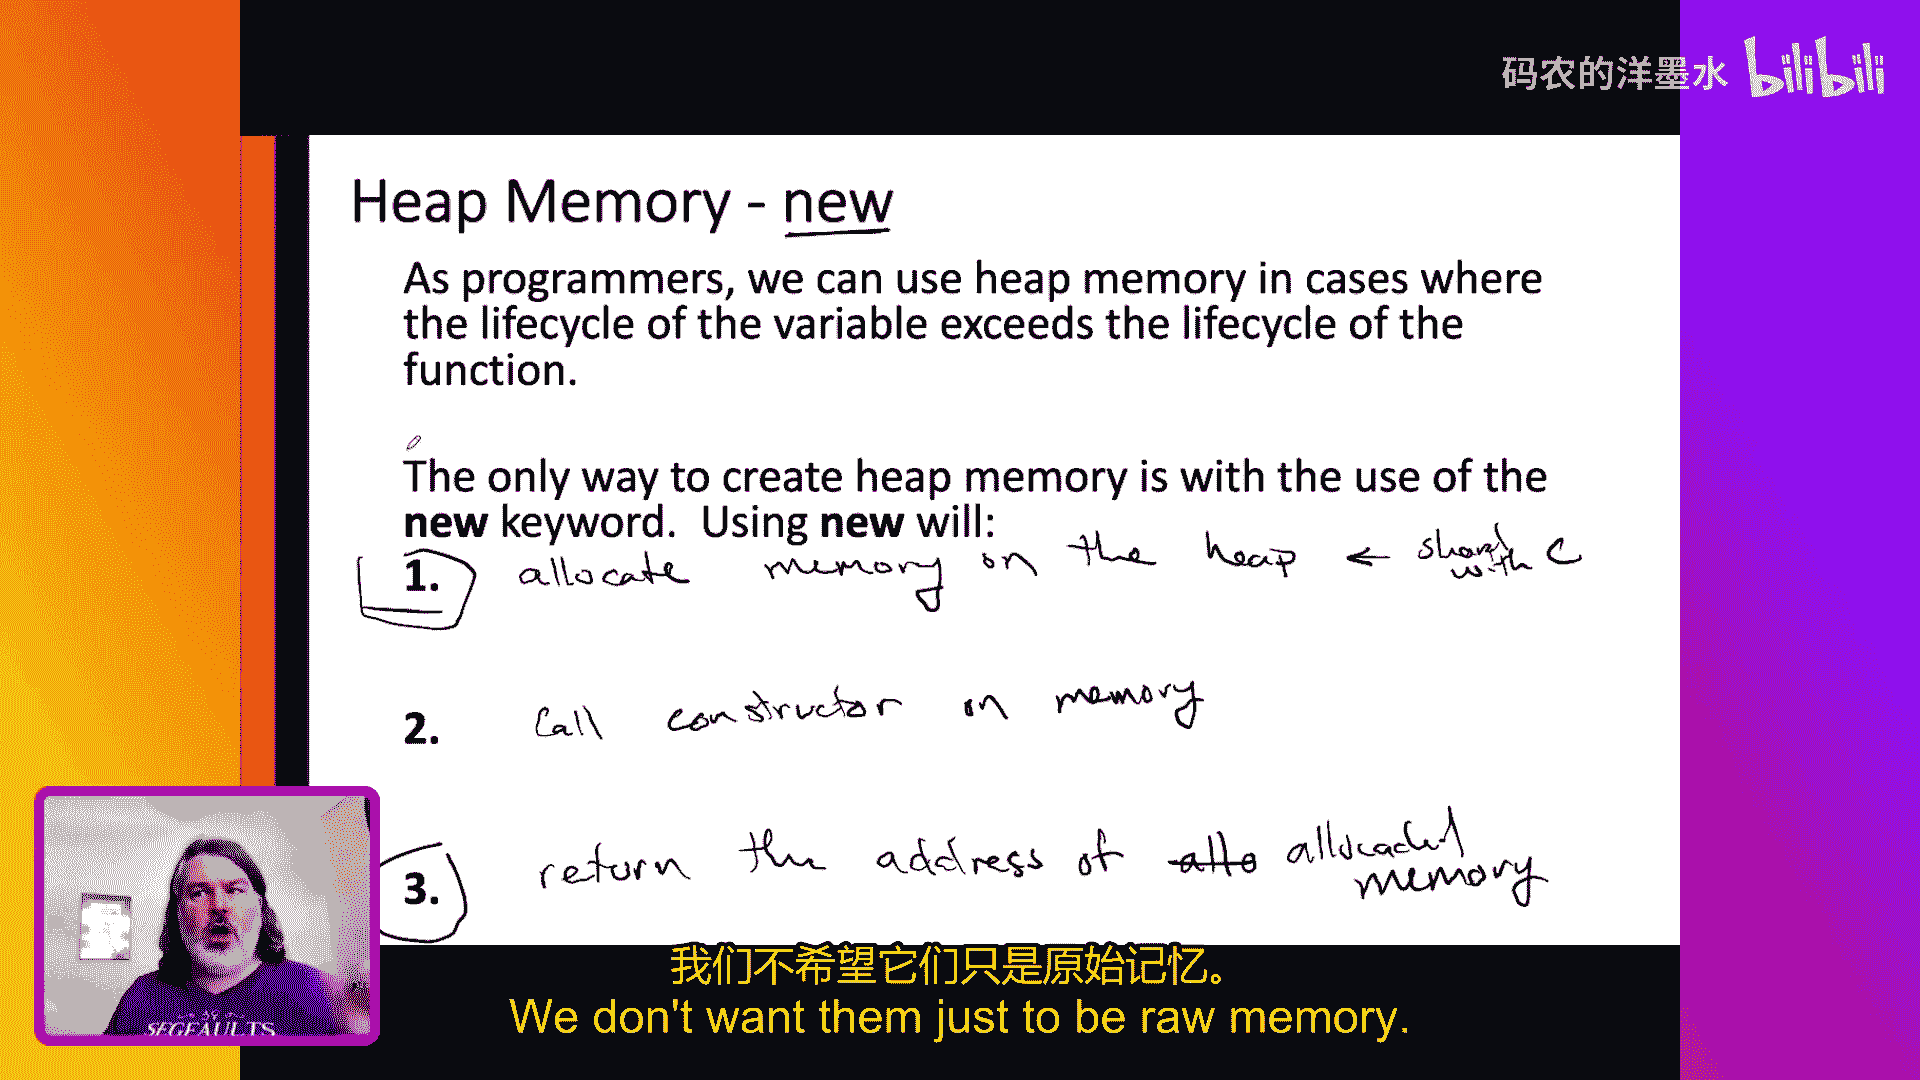 码农的洋墨水 bilibili
Heap Memory - new
As programmers, we can use heap memory in cases where
the lifecycle of the variable exceeds the lifecycle of the
function.
The only way to create heap memory is with the use of the
new keyword. Using new will:
1. allocate memory on the heap ← shared with C
2. Call constructor on memory
3. return the address of allo allocated
memory
SEGFAULTS
我们不希望它们只是原始记忆。
We don't want them just to be raw memory.